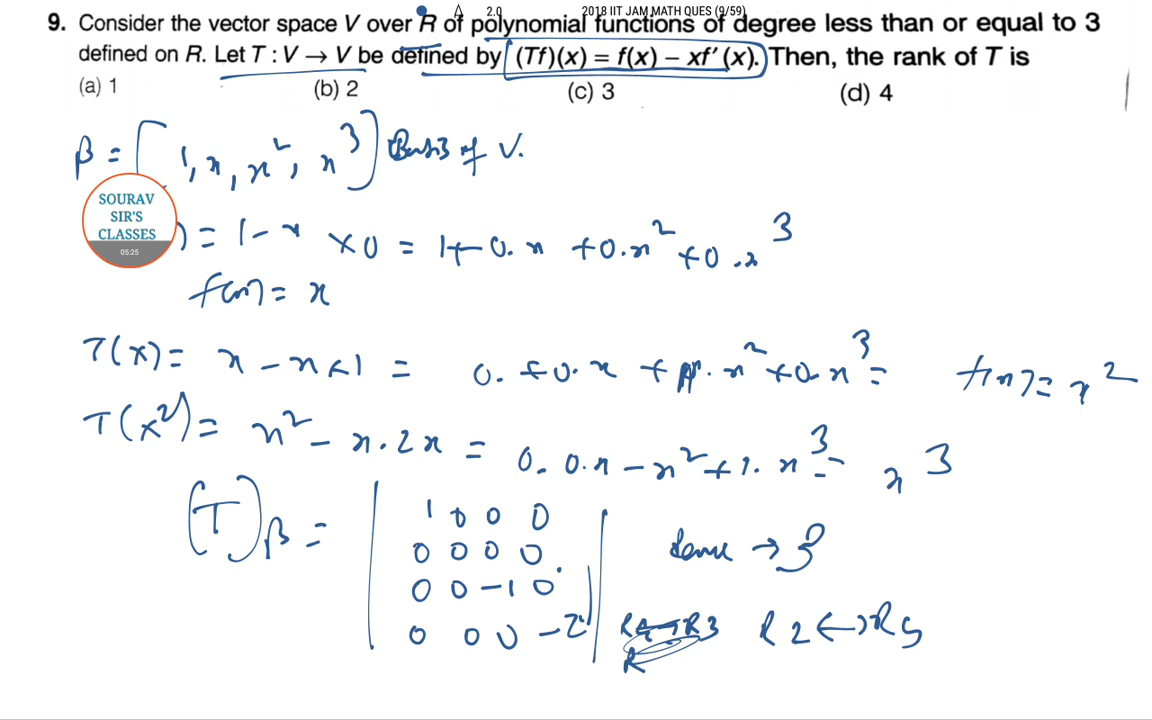 2018 IIT JAM MATH QUES (9/59)
2.0
9. Consider the vector space V over R of polynomial functions of degree less than or equal to 3
defined on R. Let T : V → V be defined by (Tf)(x) = f(x) – xf′(x). Then, the rank of T is
(a) 1 (b) 2 (c) 3 (d) 4
β = [1, x, x², x³] Basis of V.
SOURAV
SIR'S
CLASSES
05:25
) = 1 - x × 0 = 1 + 0.x + 0.x² + 0.x³
f(x) = x
T(x) = x - x × 1 = 0. + 0.x + 0.x² + 0.x³ = f(x) = x²
T(x²) = x² - x.2x = 0. 0.x - x² + 1. x³ = x³
(T)β =
1 0 0 0
0 0 0 0
0 0 -1 0
0 0 0 -2
→ 3
R2 ↔ R